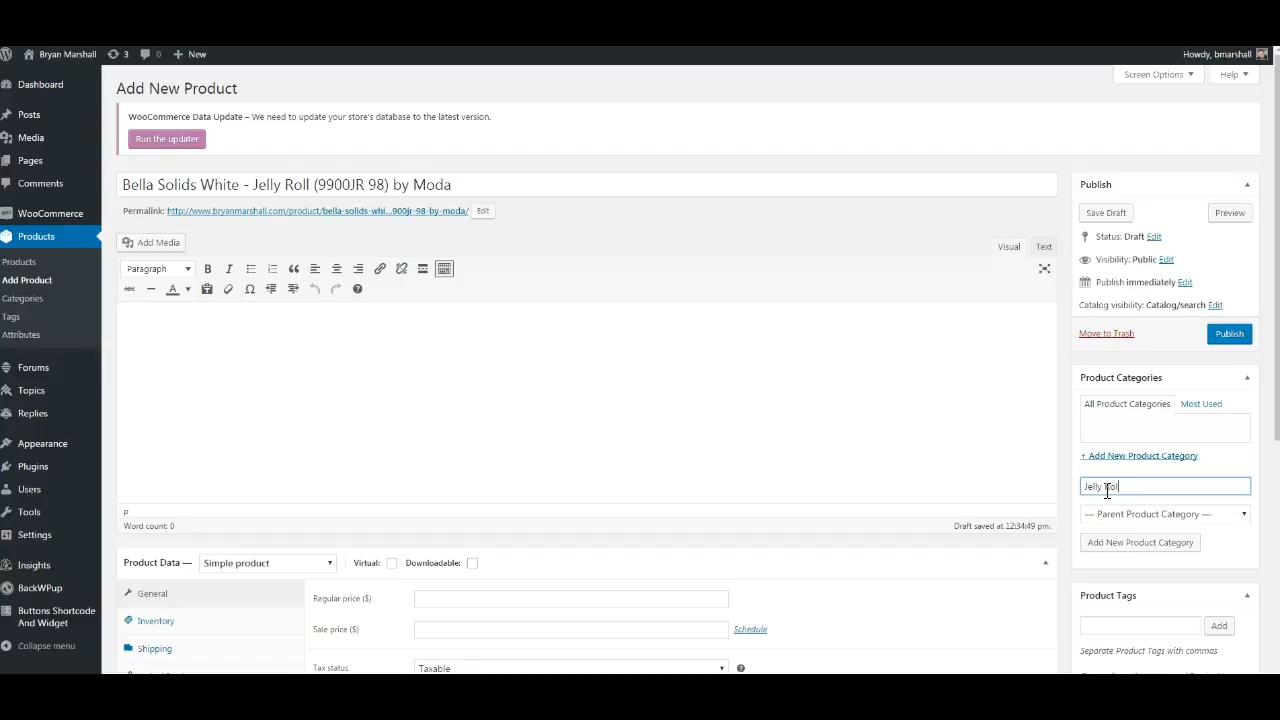 Bryan Marshall
3
0
New
Howdy, bmarshall
Dashboard
Posts
Media
Pages
Comments
WooCommerce
Products
Products
Add Product
Categories
Tags
Attributes
Forums
Topics
Replies
Appearance
Plugins
Users
Tools
Settings
Insights
BackWPup
Buttons Shortcode
And Widget
Collapse menu
Screen Options
Help
Add New Product
WooCommerce Data Update – We need to update your store's database to the latest version.
Run the updater
Bella Solids White - Jelly Roll (9900JR 98) by Moda
Permalink: http://www.bryanmarshall.com/product/bella-solids-whi...900jr-98-by-moda/ Edit
Add Media
Visual
Text
Paragraph
B
I
ABC
A
p
Word count: 0
Draft saved at 12:34:49 pm.
Product Data — Simple product
Virtual:
Downloadable:
General
Inventory
Shipping
Regular price ($)
Sale price ($)
Schedule
Tax status
Taxable
Publish
Save Draft
Preview
Status: Draft Edit
Visibility: Public Edit
Publish immediately Edit
Catalog visibility: Catalog/search Edit
Move to Trash
Publish
Product Categories
All Product Categories
Most Used
+ Add New Product Category
Jelly Rol
— Parent Product Category —
Add New Product Category
Product Tags
Add
Separate Product Tags with commas